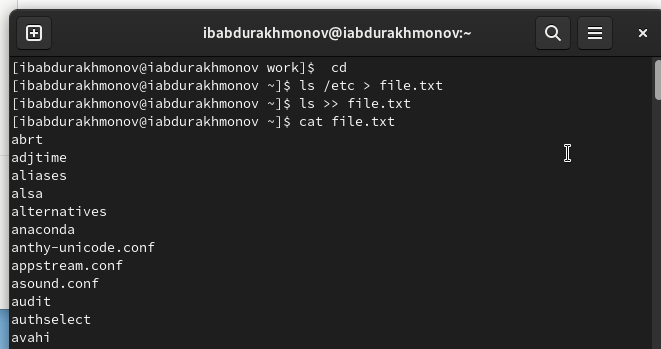 ibabdurakhmonov@iabdurakhmonov:~
[ibabdurakhmonov@iabdurakhmonov work]$  cd
[ibabdurakhmonov@iabdurakhmonov ~]$ ls /etc > file.txt
[ibabdurakhmonov@iabdurakhmonov ~]$ ls >> file.txt
[ibabdurakhmonov@iabdurakhmonov ~]$ cat file.txt
abrt
adjtime
aliases
alsa
alternatives
anaconda
anthy-unicode.conf
appstream.conf
asound.conf
audit
authselect
avahi